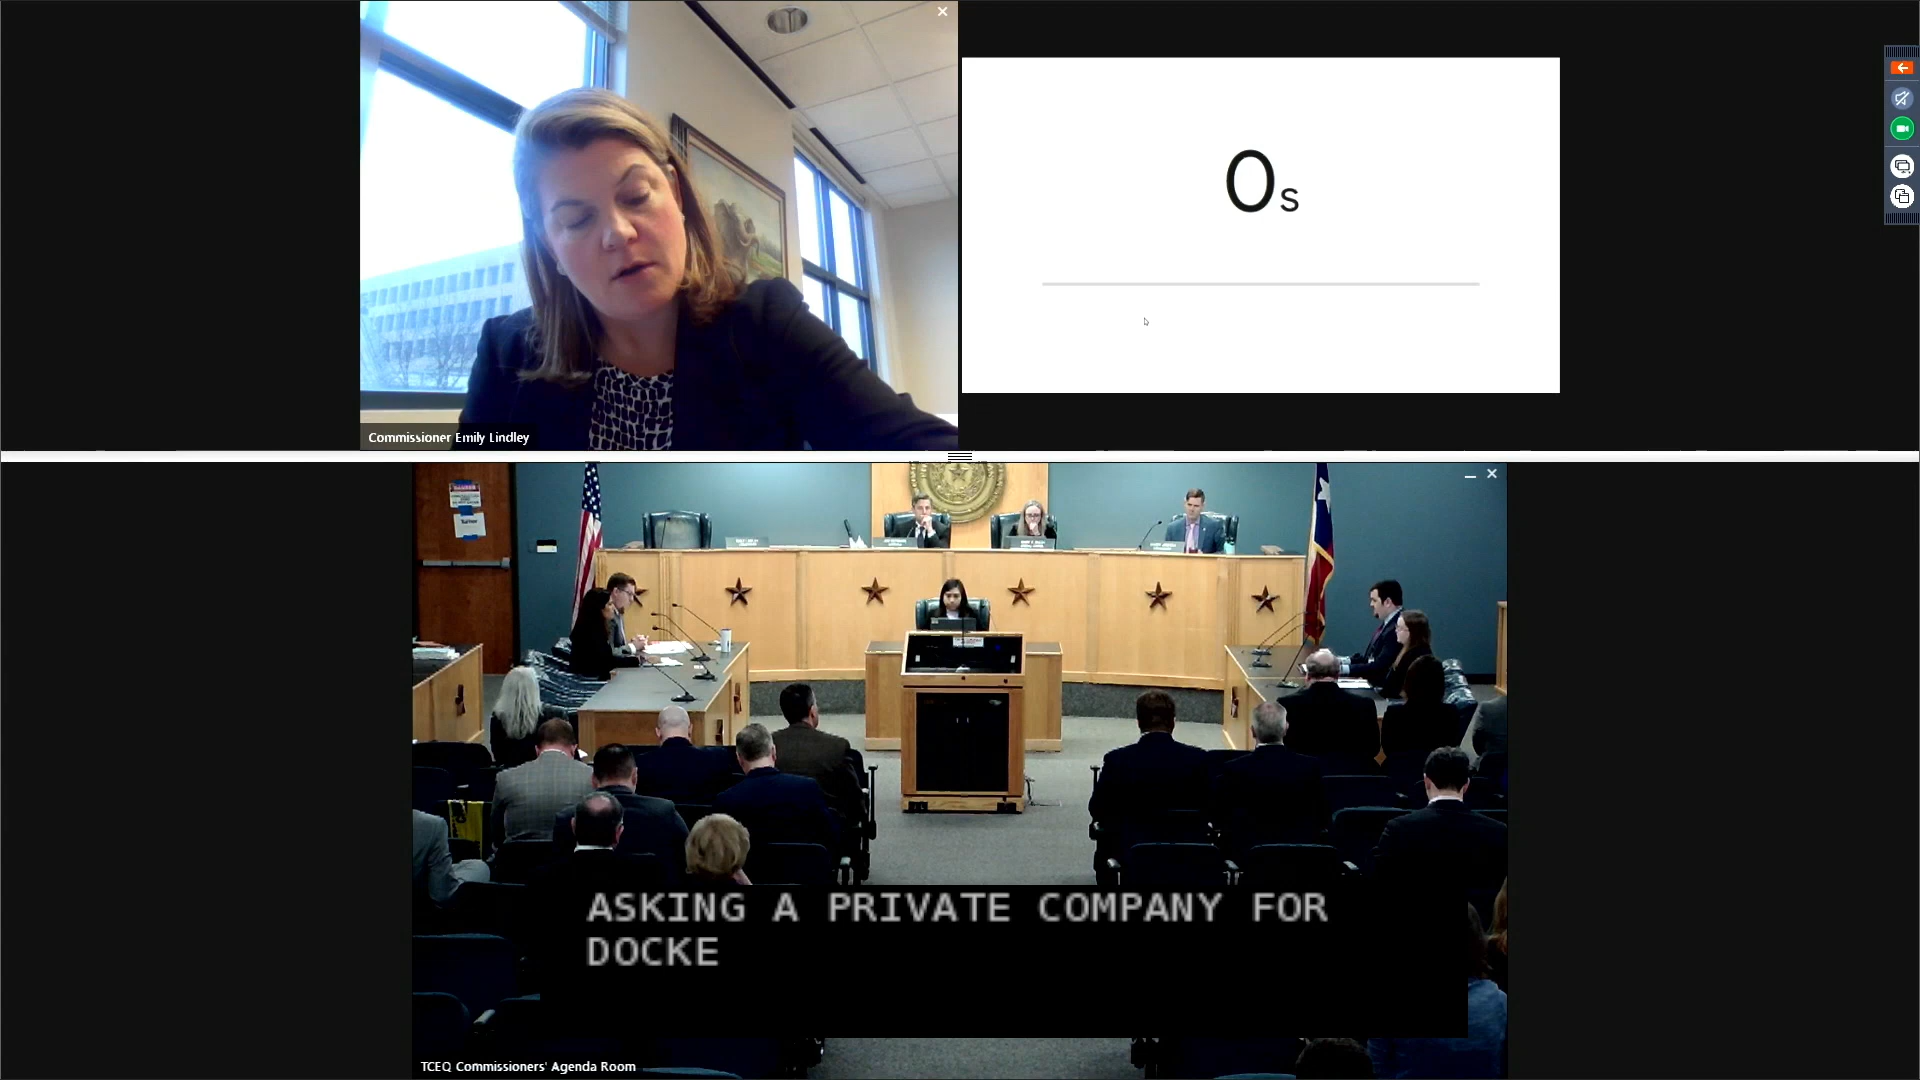 Commissioner Emily Lindley
0s
ASKING A PRIVATE COMPANY FOR
DOCKE
TCEQ Commissioners' Agenda Room